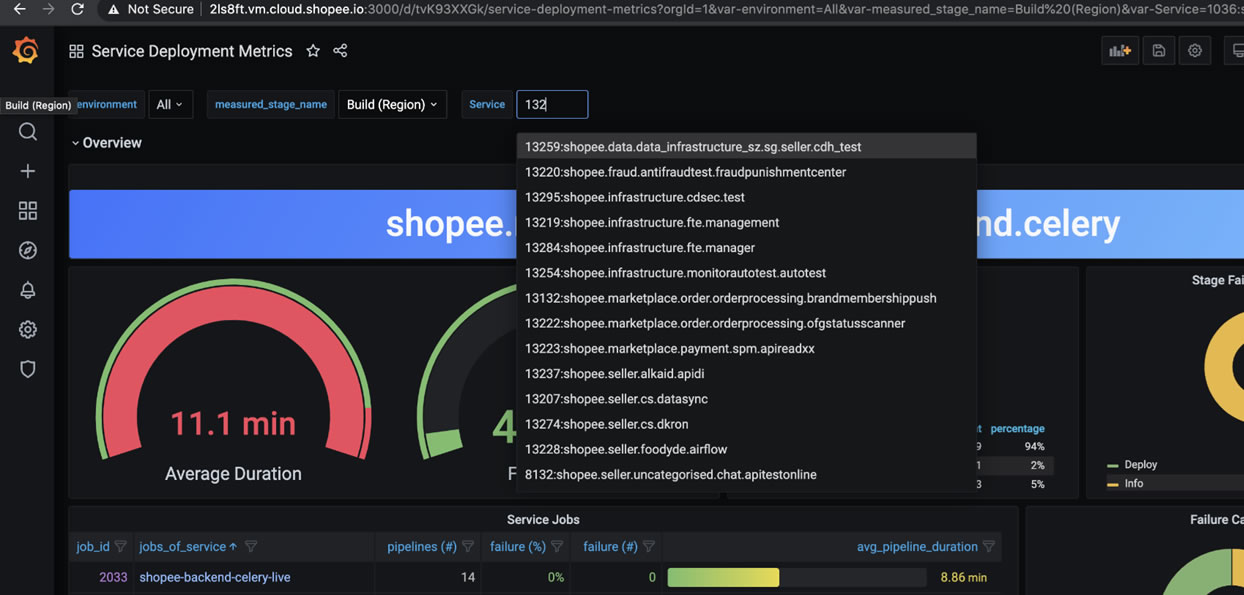 Not Secure 2ls8ft.vm.cloud.shopee.io:3000/d/tvK93XXGk/service-deployment-metrics?orgId=1&var-environment=All&var-measured_stage_name=Build%20(Region)&var-Service=1036:s
Service Deployment Metrics
Build (Region)
environment All measured_stage_name Build (Region) Service 132
Overview
13259:shopee.data.data_infrastructure_sz.sg.seller.cdh_test
13220:shopee.fraud.antifraudtest.fraudpunishmentcenter
13295:shopee.infrastructure.cdsec.test
13219:shopee.infrastructure.fte.management
13284:shopee.infrastructure.fte.manager
13254:shopee.infrastructure.monitorautotest.autotest
13132:shopee.marketplace.order.orderprocessing.brandmembershippush
13222:shopee.marketplace.order.orderprocessing.ofgstatusscanner
13223:shopee.marketplace.payment.spm.apireadxx
13237:shopee.seller.alkaid.apidi
13207:shopee.seller.cs.datasync
13274:shopee.seller.cs.dkron
13228:shopee.seller.foodyde.airflow
8132:shopee.seller.uncategorised.chat.apitestonline
shopee. nd.celery
11.1 min
Average Duration
4
F
t percentage
9 94%
1 2%
3 5%
Stage Fai
Deploy
Info
Service Jobs
job_id jobs_of_service pipelines (#) failure (%) failure (#) avg_pipeline_duration
2033 shopee-backend-celery-live 14 0% 0 8.86 min
Failure Ca